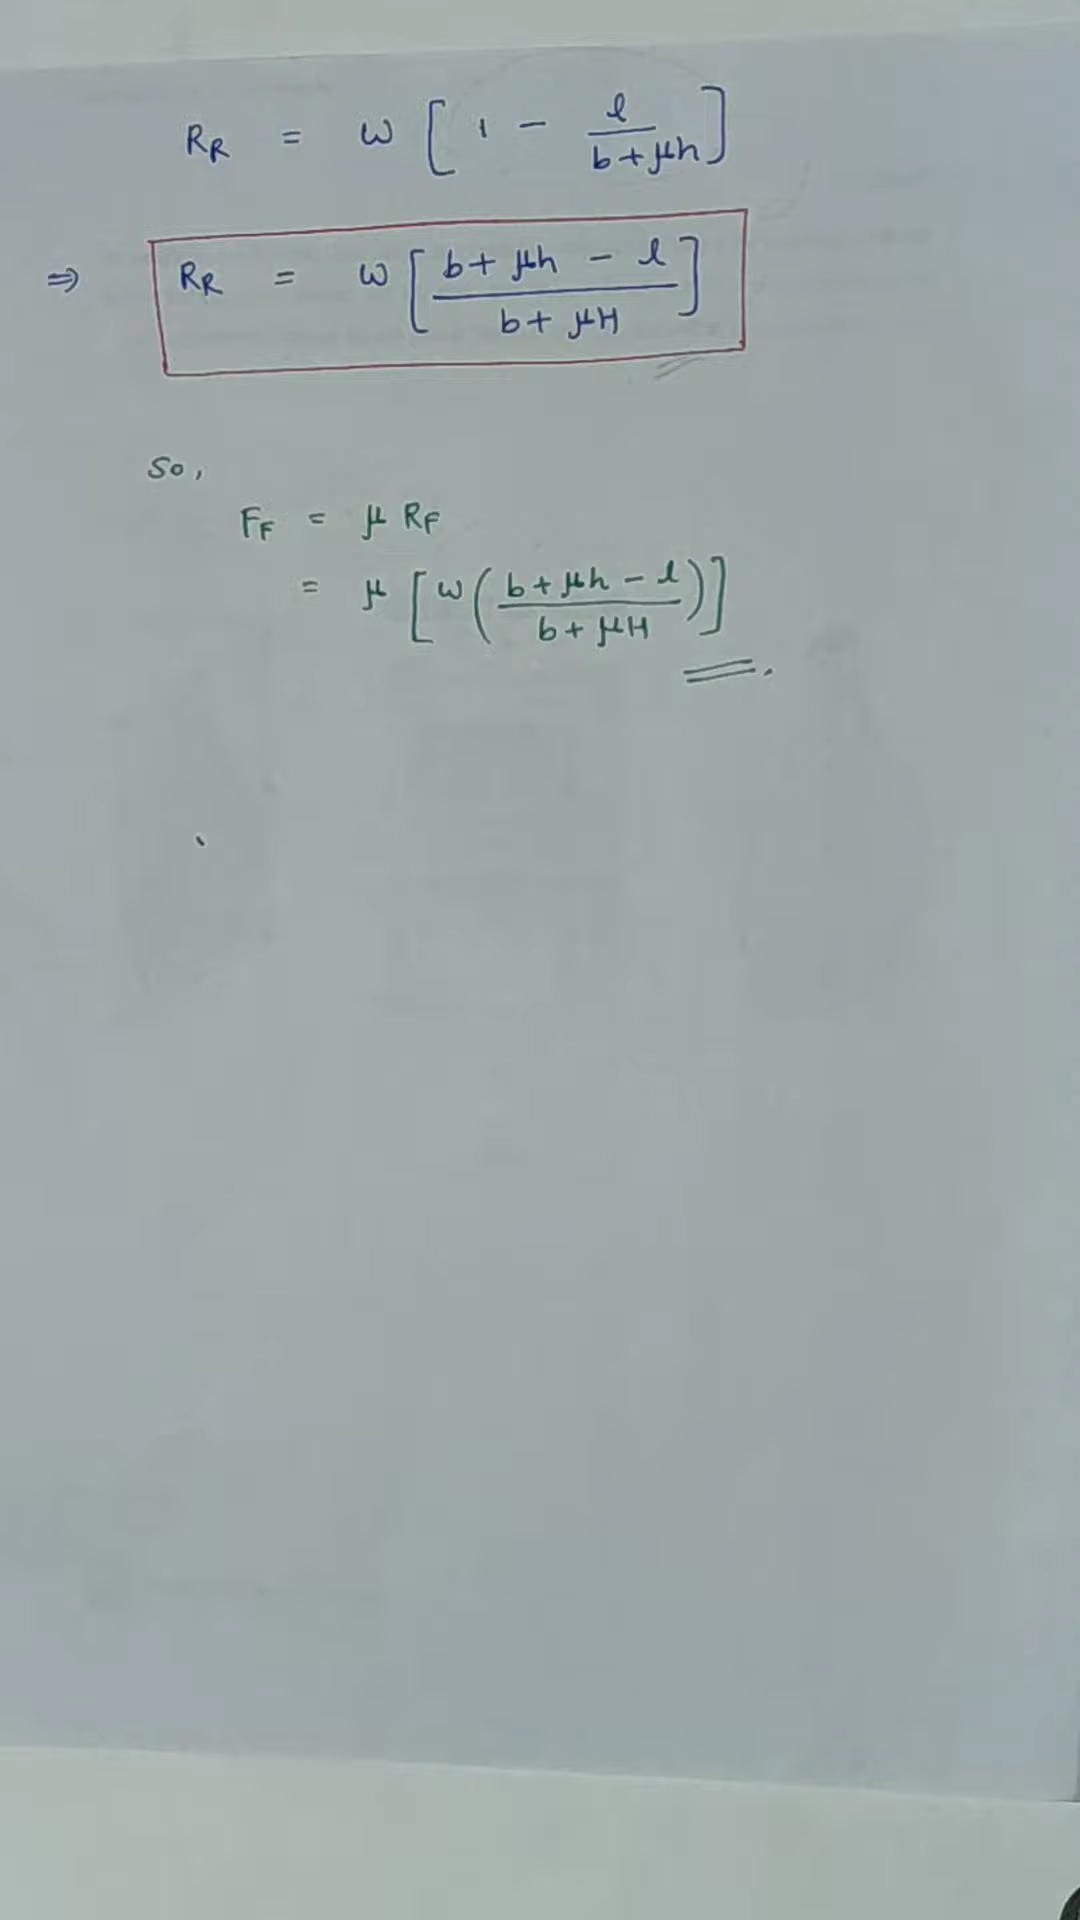 R_R = W [ 1 - l/(b+μh) ]
⇒ R_R = W [ (b+μh - l)/(b+μH) ]
So,
F_F = μ R_F
= μ [ W ( (b+μh - l)/(b+μH) ) ]